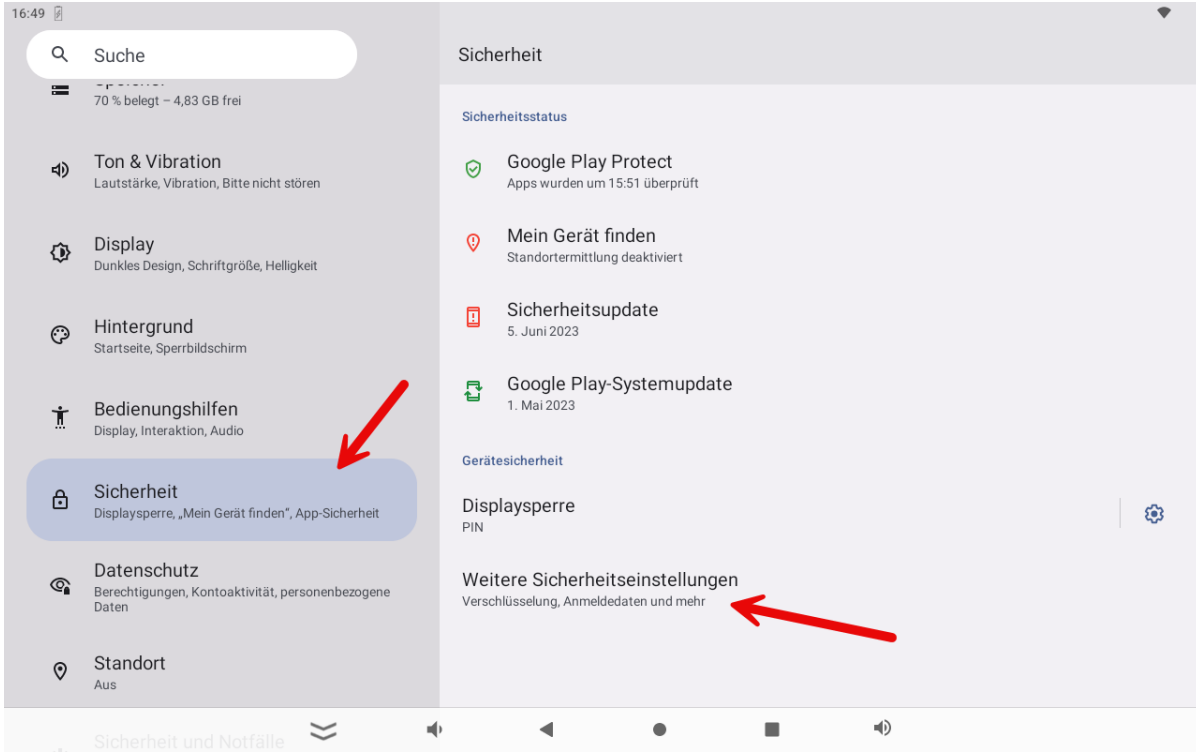 16:49
Suche
Speicher
70 % belegt – 4,83 GB frei
Ton & Vibration
Lautstärke, Vibration, Bitte nicht stören
Display
Dunkles Design, Schriftgröße, Helligkeit
Hintergrund
Startseite, Sperrbildschirm
Bedienungshilfen
Display, Interaktion, Audio
Sicherheit
Displaysperre, „Mein Gerät finden“, App-Sicherheit
Datenschutz
Berechtigungen, Kontoaktivität, personenbezogene
Daten
Standort
Aus
Sicherheit und Notfälle
Sicherheit
Sicherheitsstatus
Google Play Protect
Apps wurden um 15:51 überprüft
Mein Gerät finden
Standortermittlung deaktiviert
Sicherheitsupdate
5. Juni 2023
Google Play-Systemupdate
1. Mai 2023
Gerätesicherheit
Displaysperre
PIN
Weitere Sicherheitseinstellungen
Verschlüsselung, Anmeldedaten und mehr